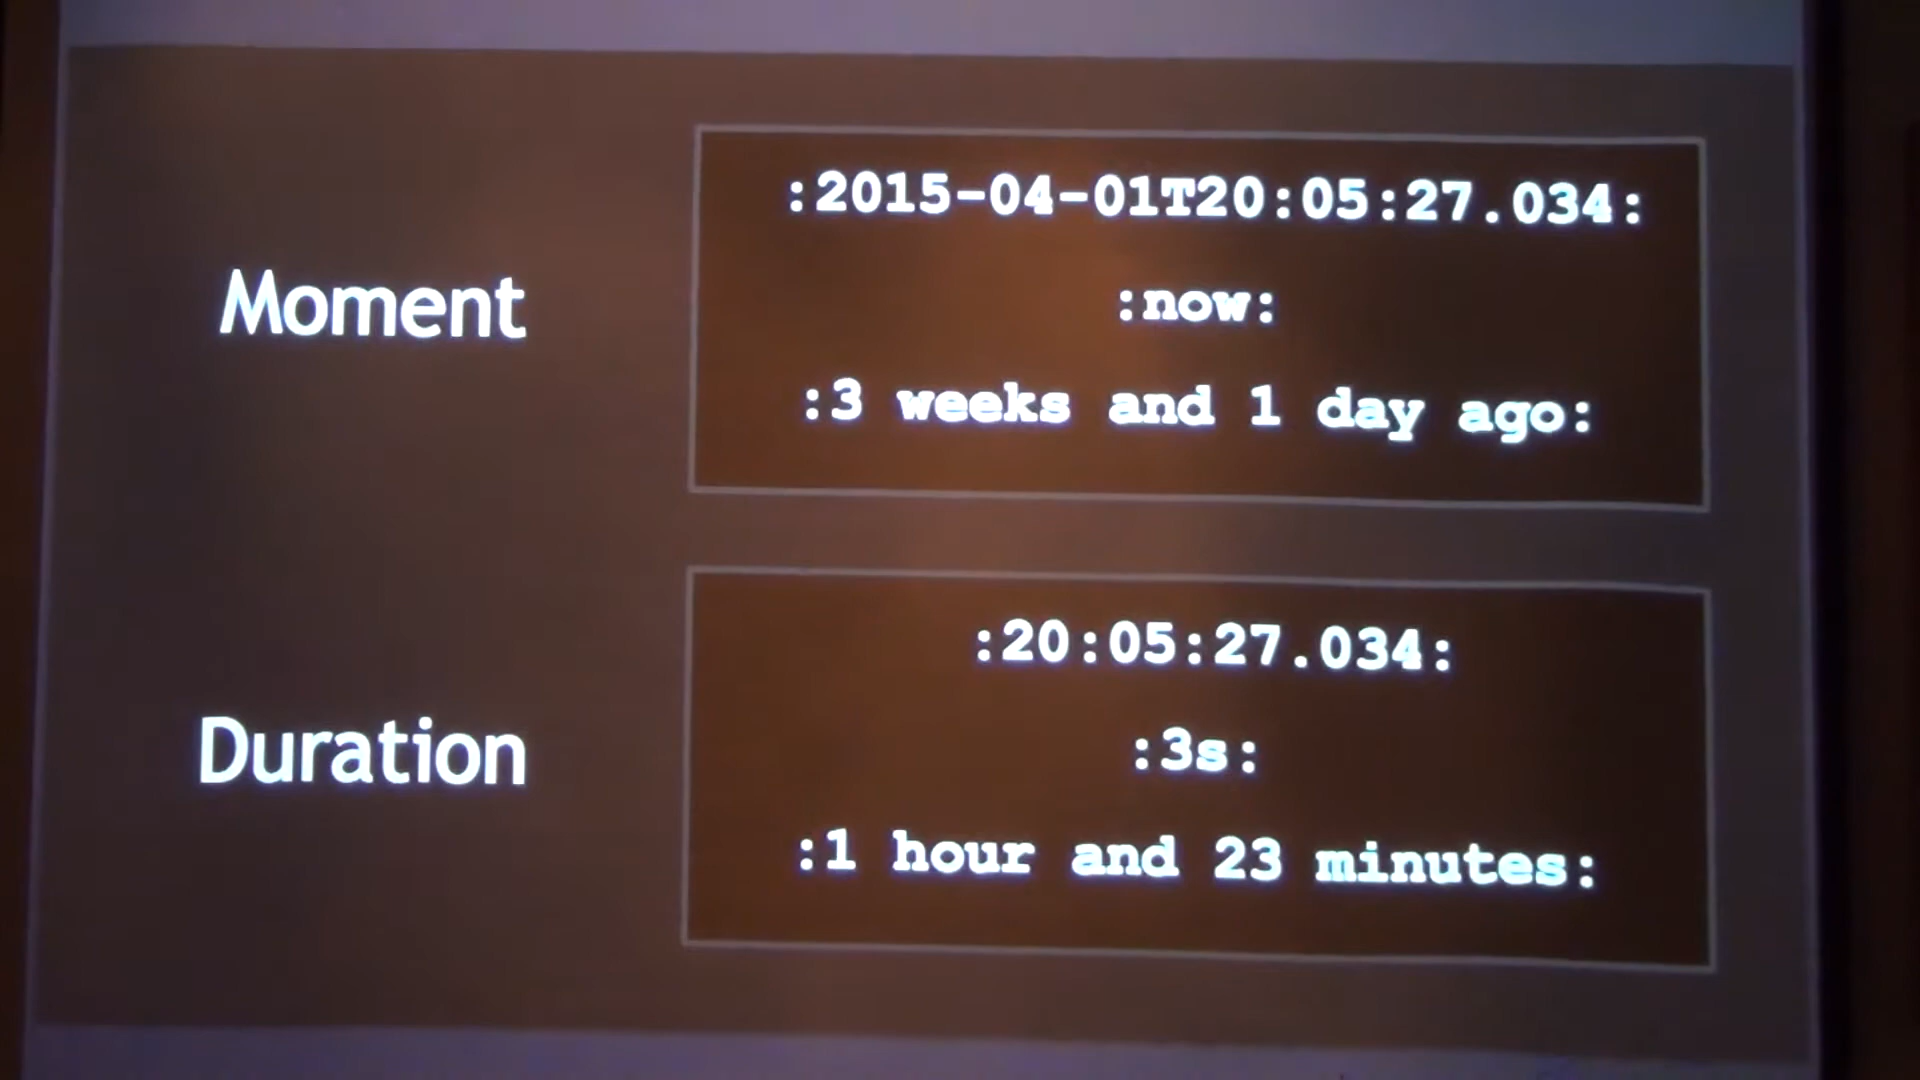 Moment
:2015-04-01T20:05:27.034:
:now:
:3 weeks and 1 day ago:
Duration
:20:05:27.034:
:3s:
:1 hour and 23 minutes: